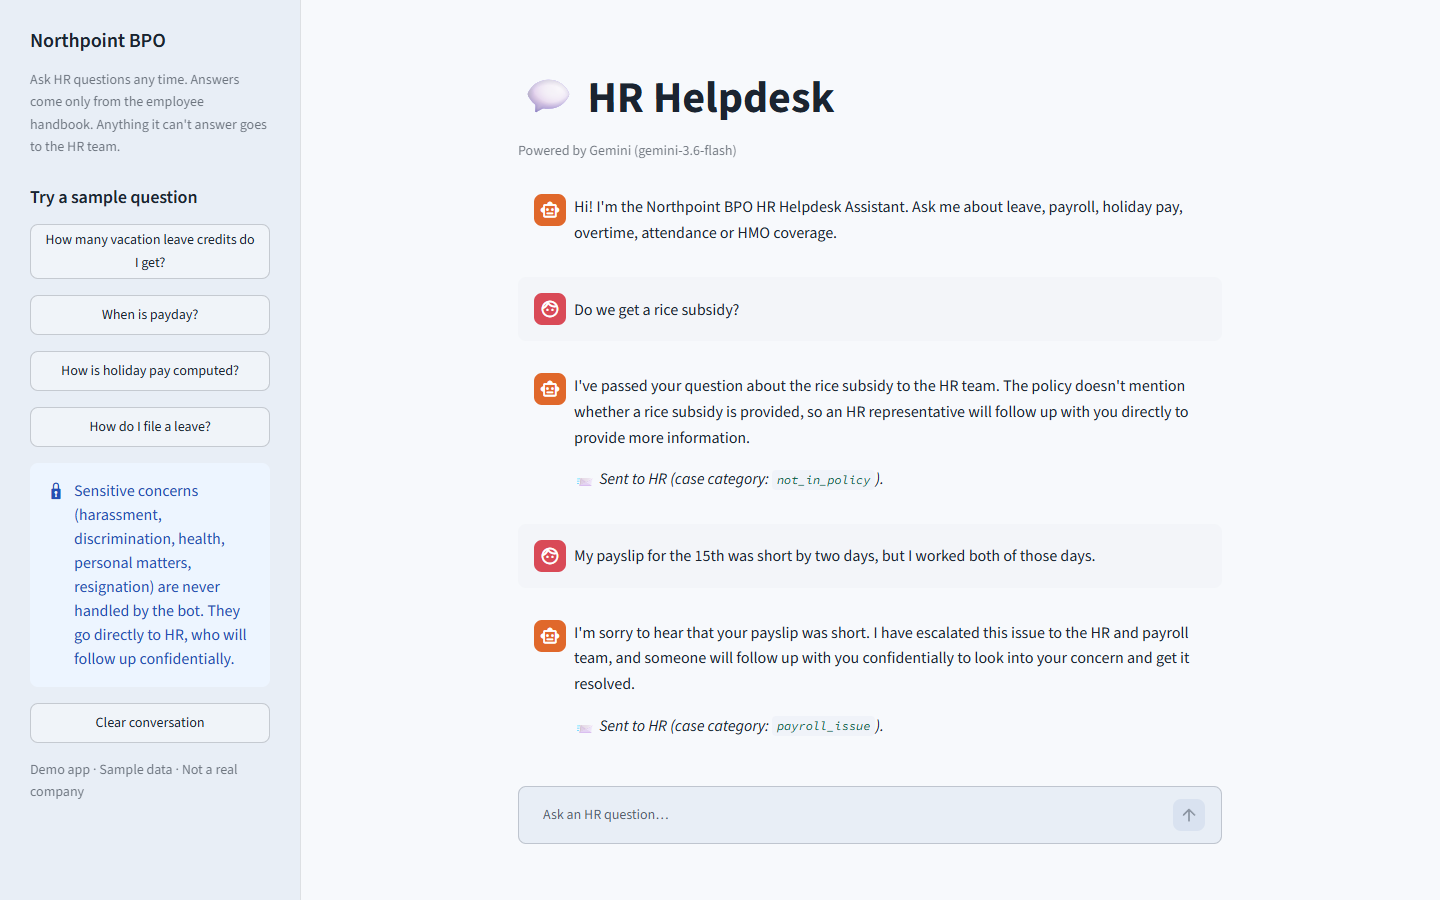 Northpoint BPO
Ask HR questions any time. Answers
come only from the employee
handbook. Anything it can't answer goes
to the HR team.
Try a sample question
How many vacation leave credits do
I get?
When is payday?
How is holiday pay computed?
How do I file a leave?
Sensitive concerns
(harassment,
discrimination, health,
personal matters,
resignation) are never
handled by the bot. They
go directly to HR, who will
follow up confidentially.
Clear conversation
Demo app · Sample data · Not a real
company
HR Helpdesk
Powered by Gemini (gemini-3.6-flash)
Hi! I'm the Northpoint BPO HR Helpdesk Assistant. Ask me about leave, payroll, holiday pay,
overtime, attendance or HMO coverage.
Do we get a rice subsidy?
I've passed your question about the rice subsidy to the HR team. The policy doesn't mention
whether a rice subsidy is provided, so an HR representative will follow up with you directly to
provide more information.
Sent to HR (case category: not_in_policy ).
My payslip for the 15th was short by two days, but I worked both of those days.
I'm sorry to hear that your payslip was short. I have escalated this issue to the HR and payroll
team, and someone will follow up with you confidentially to look into your concern and get it
resolved.
Sent to HR (case category: payroll_issue ).
Ask an HR question…